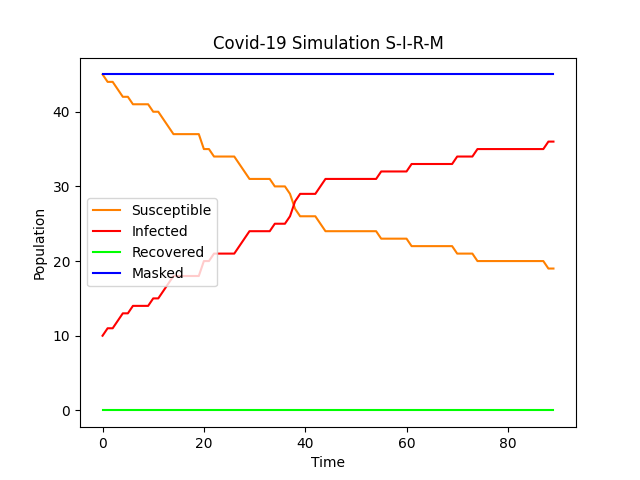 Covid-19 Simulation S-I-R-M
Population
40
30
20
10
0
Susceptible
Infected
Recovered
Masked
0 20 40 60 80
Time